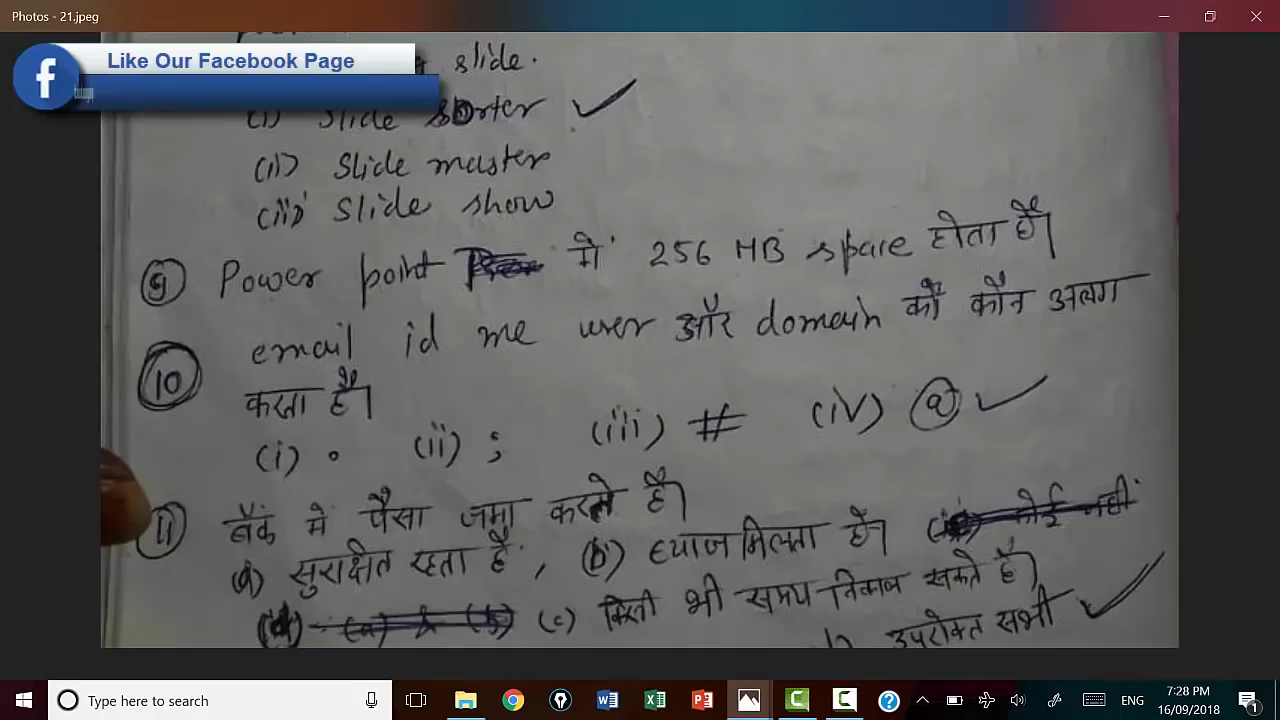 Photos - 21.jpeg
Like Our Facebook Page
slide.
(i) slide sorter ✓
(ii) Slide master
(iii) Slide show
9 Power point में 256 MB space होता है।
10 email id me user और domain को कौन अलग
करता है।
(i) . (ii) ; (iii) # (iv) @ ✓
11 बैंक में पैसा जमा करते है।
(a) सुरक्षित रहता है, (b) ब्याज मिलता है।
(c) किसी भी समय निकाल सकते है।
उपरोक्त सभी ✓
Type here to search
ENG
7:28 PM
16/09/2018
1